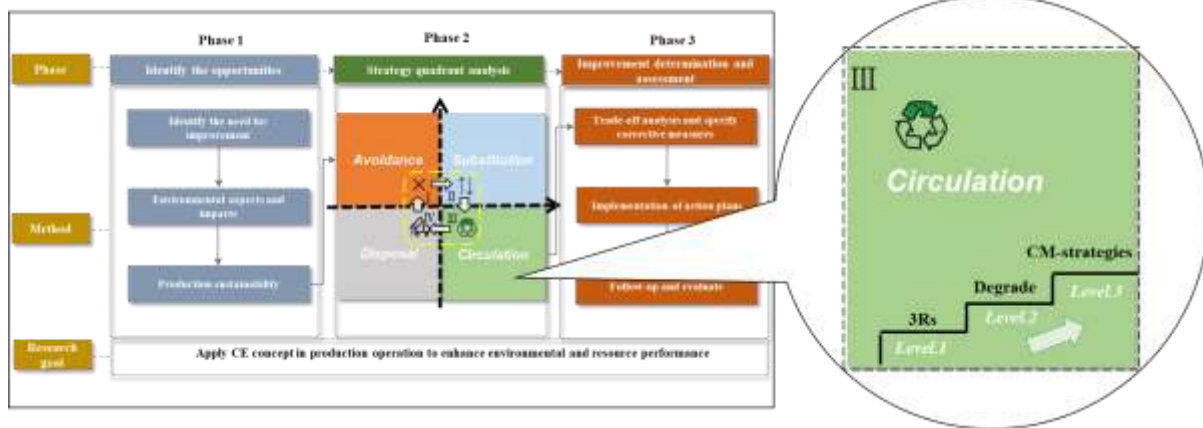 Phase 1
Phase 2
Phase 3
Phase
Identify the opportunities
Strategy quadrant analysis
Improvement determination and
assessment
Method
Identify the need for
improvement
Environmental aspects and
impacts
Production sustainability
Avoidance
Substitution
I
II
IV
III
Disposal
Circulation
Trade-off analysis and specify
corrective measures
Implementation of action plans
Follow up and evaluate
Research
goal
Apply CE concept in production operation to enhance environmental and resource performance
III
Circulation
CM-strategies
Degrade
Level.3
3Rs
Level.2
Level.1